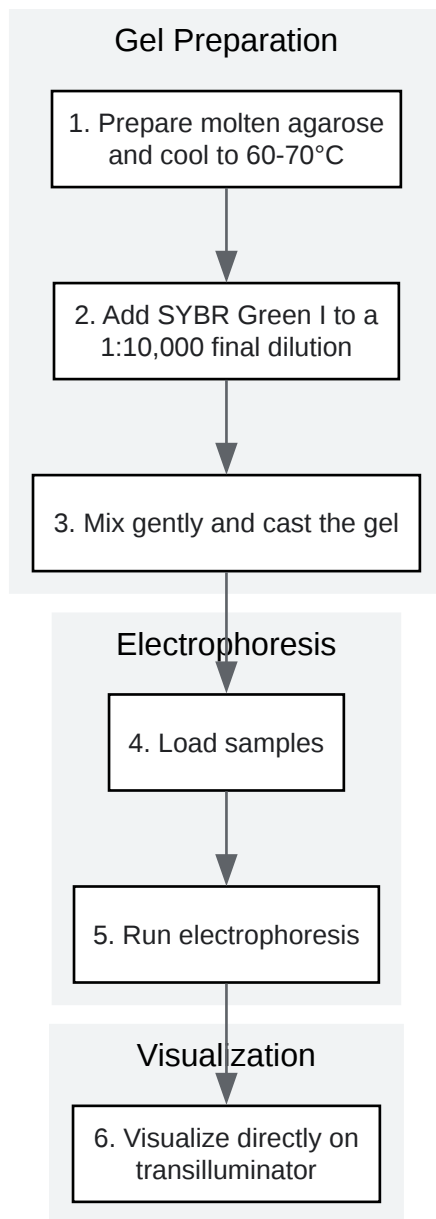 Gel Preparation
1. Prepare molten agarose
and cool to 60-70°C
2. Add SYBR Green I to a
1:10,000 final dilution
3. Mix gently and cast the gel
Electrophoresis
4. Load samples
5. Run electrophoresis
Visualization
6. Visualize directly on
transilluminator